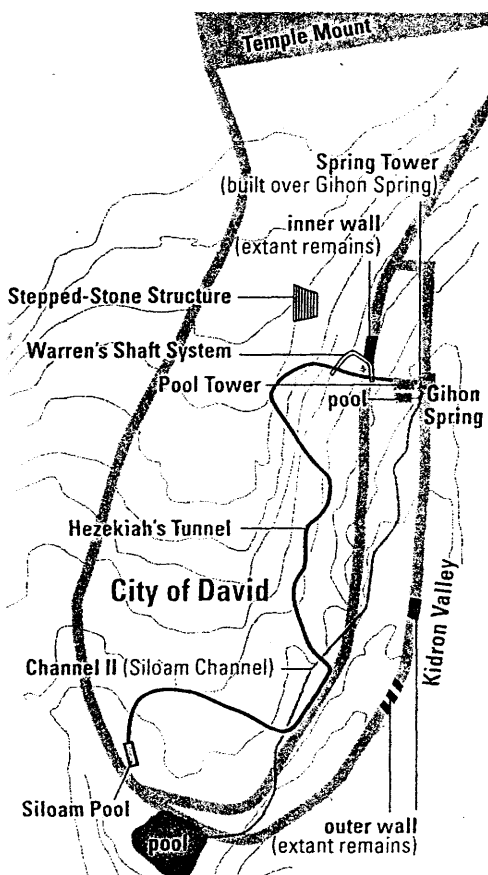 Temple Mount
Spring Tower
(built over Gihon Spring)
inner wall
(extant remains)
Stepped-Stone Structure
Warren's Shaft System
Pool Tower
pool
Gihon
Spring
Hezekiah's Tunnel
City of David
Kidron Valley
Channel II (Siloam Channel)
Siloam Pool
pool
outer wall
(extant remains)